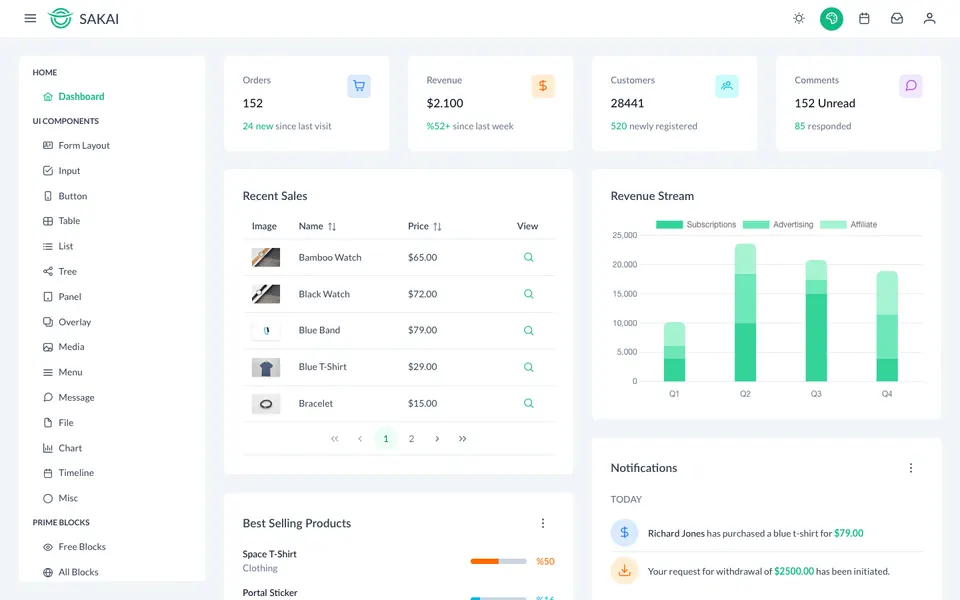 SAKAI
HOME
Dashboard
UI COMPONENTS
Form Layout
Input
Button
Table
List
Tree
Panel
Overlay
Media
Menu
Message
File
Chart
Timeline
Misc
PRIME BLOCKS
Free Blocks
All Blocks
Orders
152
24 new since last visit
Revenue
$2.100
%52+ since last week
Customers
28441
520 newly registered
Comments
152 Unread
85 responded
Recent Sales
Image Name Price View
Bamboo Watch $65.00
Black Watch $72.00
Blue Band $79.00
Blue T-Shirt $29.00
Bracelet $15.00
1 2
Best Selling Products
Space T-Shirt
Clothing
%50
Portal Sticker
%16
Revenue Stream
Subscriptions Advertising Affiliate
25,000
20,000
15,000
10,000
5,000
0
Q1 Q2 Q3 Q4
Notifications
TODAY
Richard Jones has purchased a blue t-shirt for $79.00
Your request for withdrawal of $2500.00 has been initiated.